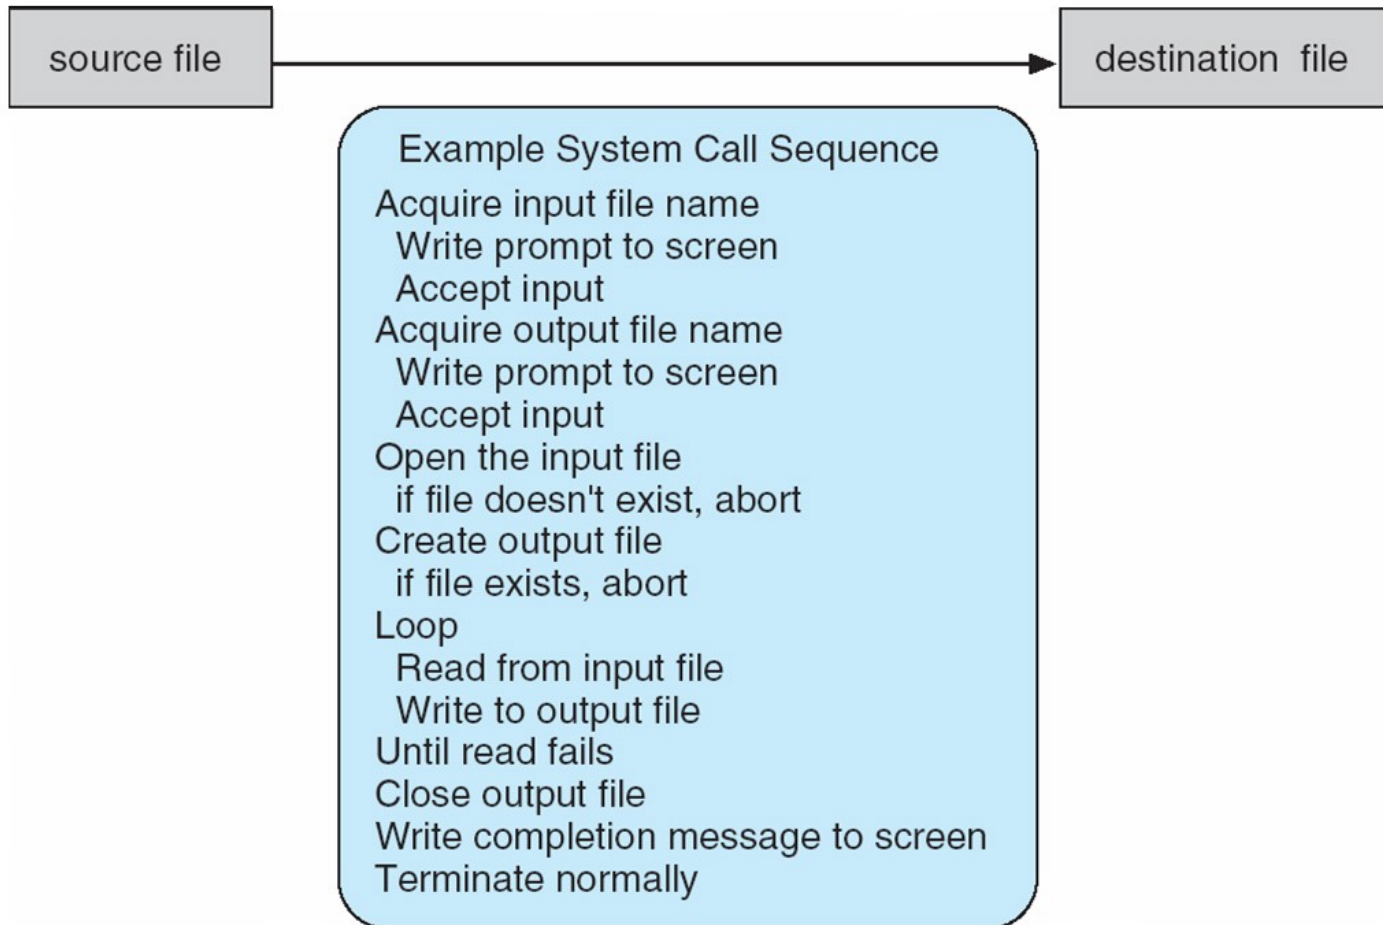 source file
destination file
Example System Call Sequence
Acquire input file name
Write prompt to screen
Accept input
Acquire output file name
Write prompt to screen
Accept input
Open the input file
if file doesn't exist, abort
Create output file
if file exists, abort
Loop
Read from input file
Write to output file
Until read fails
Close output file
Write completion message to screen
Terminate normally